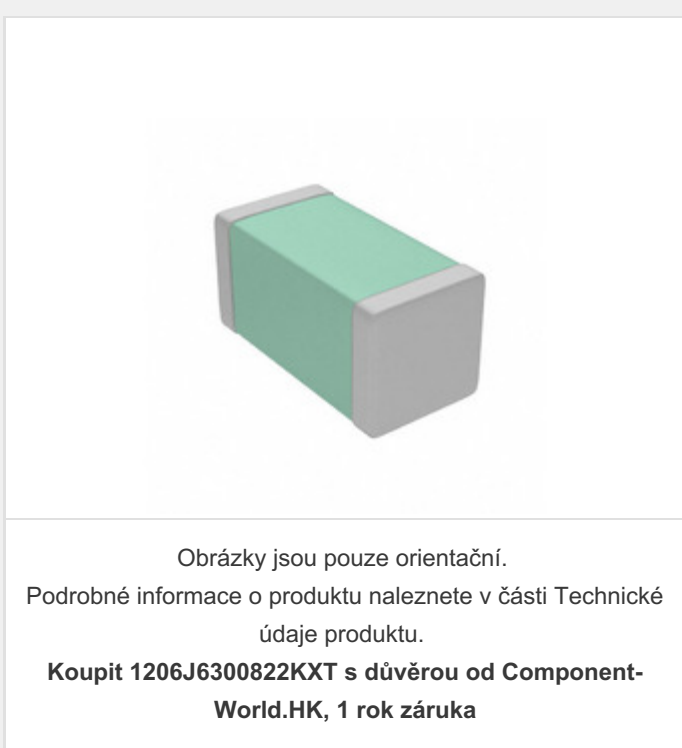 Obrázky jsou pouze orientační.
Podrobné informace o produktu naleznete v části Technické
údaje produktu.
Koupit 1206J6300822KXT s důvěrou od Component-
World.HK, 1 rok záruka